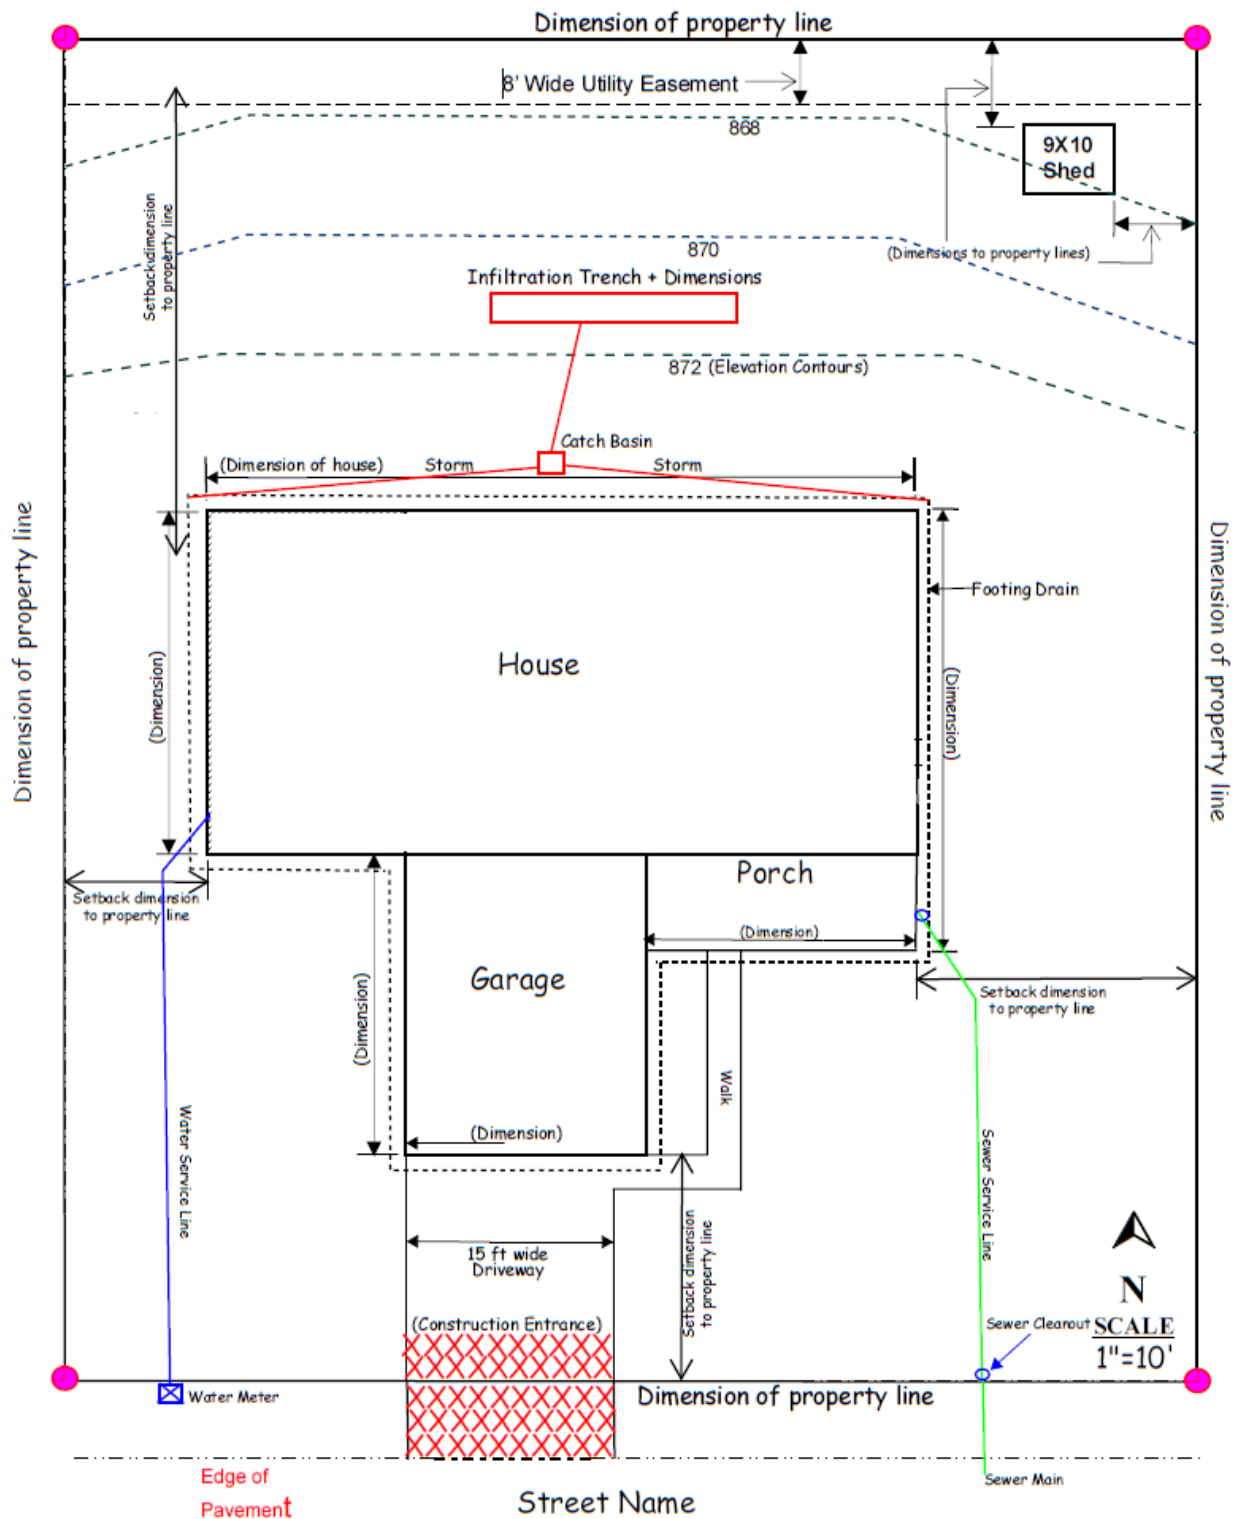 Dimension of property line
8' Wide Utility Easement
868
9X10
Shed
Setback dimension
to property line
870
(Dimensions to property lines)
Infiltration Trench + Dimensions
872 (Elevation Contours)
Catch Basin
(Dimension of house)
Storm
Storm
Dimension of property line
Dimension of property line
Footing Drain
House
(Dimension)
(Dimension)
Porch
Setback dimension
to property line
(Dimension)
Garage
Setback dimension
to property line
(Dimension)
Walk
(Dimension)
Water Service Line
Sewer Service Line
15 ft wide
Driveway
Setback dimension
to property line
N
(Construction Entrance)
Sewer Cleanout
SCALE
1"=10'
Water Meter
Dimension of property line
Edge of
Pavement
Sewer Main
Street Name